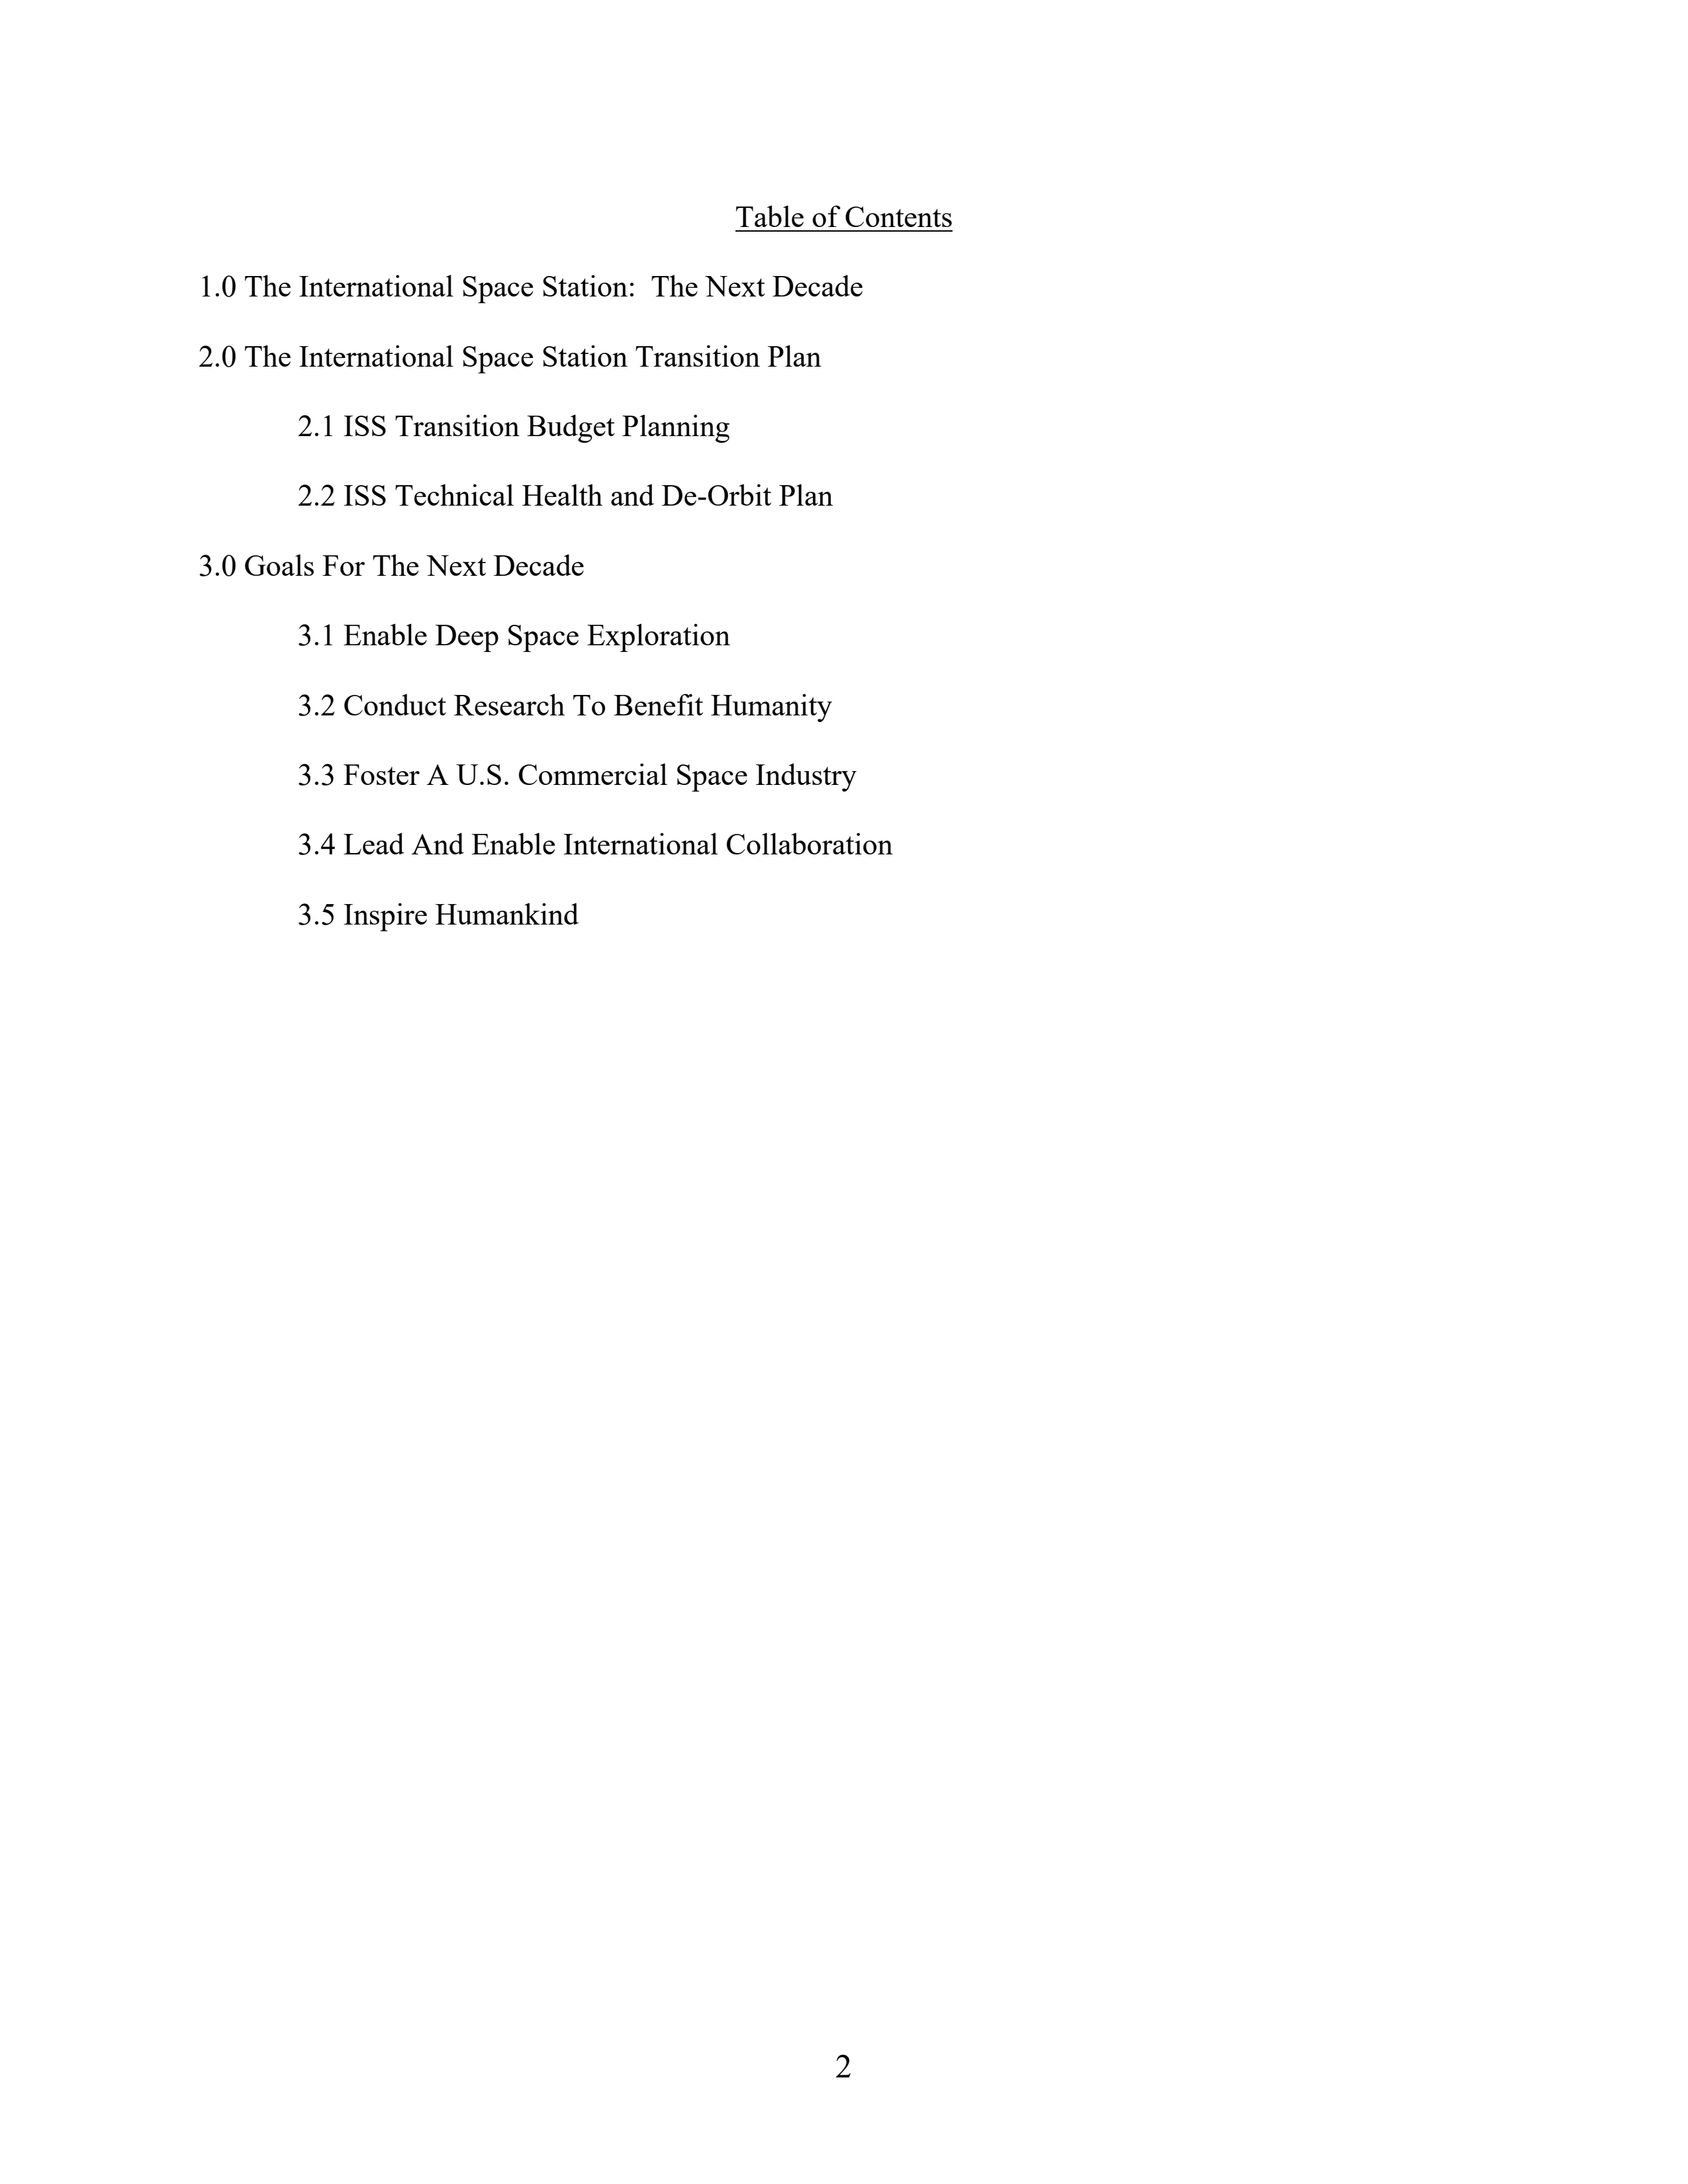 Table of Contents
1.0 The International Space Station:  The Next Decade
2.0 The International Space Station Transition Plan
2.1 ISS Transition Budget Planning
2.2 ISS Technical Health and De-Orbit Plan
3.0 Goals For The Next Decade
3.1 Enable Deep Space Exploration
3.2 Conduct Research To Benefit Humanity
3.3 Foster A U.S. Commercial Space Industry
3.4 Lead And Enable International Collaboration
3.5 Inspire Humankind
2